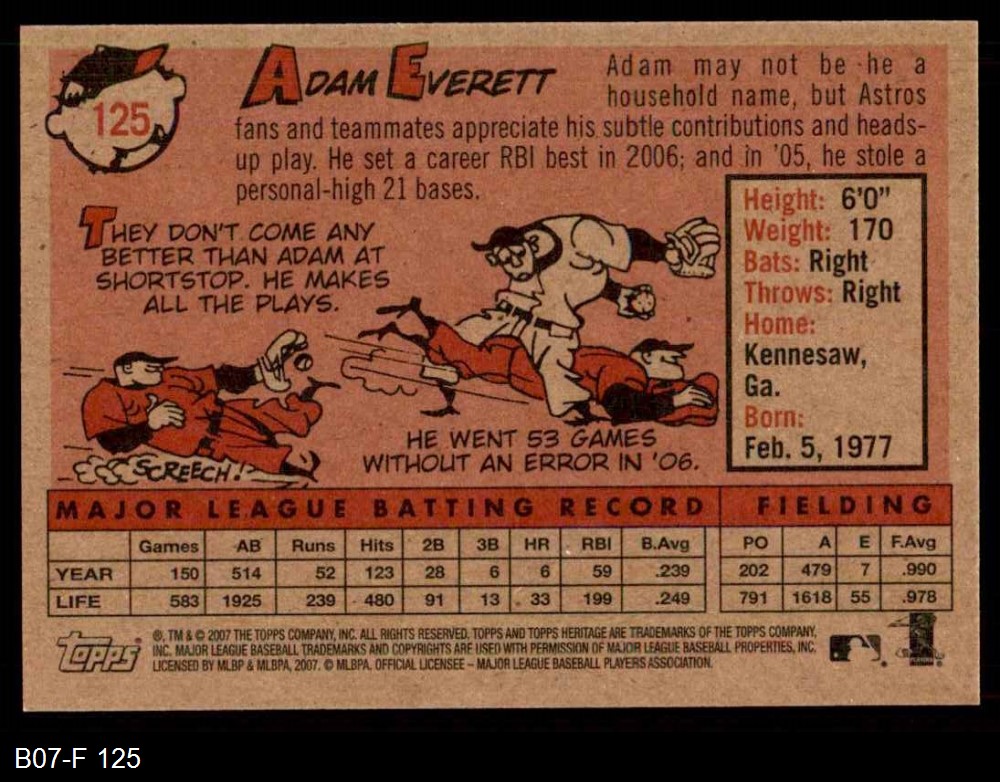 125
ADAM EVERETT
Adam may not be he a
household name, but Astros
fans and teammates appreciate his subtle contributions and heads-
up play. He set a career RBI best in 2006; and in '05, he stole a
personal-high 21 bases.
THEY DON'T COME ANY
BETTER THAN ADAM AT
SHORTSTOP. HE MAKES
ALL THE PLAYS.
SCREECH!
HE WENT 53 GAMES
WITHOUT AN ERROR IN '06.
Height: 6'0"
Weight: 170
Bats: Right
Throws: Right
Home:
Kennesaw,
Ga.
Born:
Feb. 5, 1977
MAJOR LEAGUE BATTING RECORD FIELDING
Games AB Runs Hits 2B 3B HR RBI B.Avg PO A E F.Avg
YEAR 150 514 52 123 28 6 6 59 .239 202 479 7 .990
LIFE 583 1925 239 480 91 13 33 199 .249 791 1618 55 .978
TOPPS
®, TM & © 2007 THE TOPPS COMPANY, INC. ALL RIGHTS RESERVED. TOPPS AND TOPPS HERITAGE ARE TRADEMARKS OF THE TOPPS COMPANY,
INC. MAJOR LEAGUE BASEBALL TRADEMARKS AND COPYRIGHTS ARE USED WITH PERMISSION OF MAJOR LEAGUE BASEBALL PROPERTIES, INC.
LICENSED BY MLBP & MLBPA, 2007. © MLBPA. OFFICIAL LICENSEE – MAJOR LEAGUE BASEBALL PLAYERS ASSOCIATION.
B07-F 125